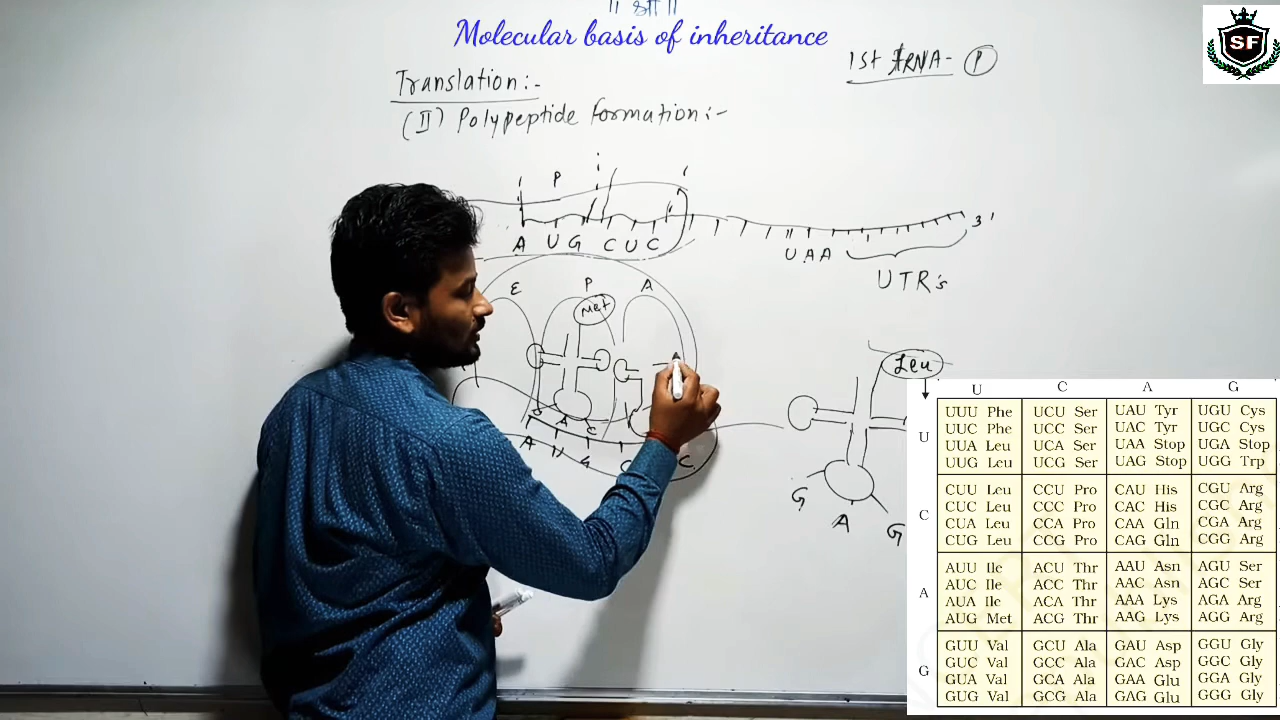 ॥ श्री ॥
Molecular basis of inheritance
SF
1st tRNA - P
Translation:-
(II) Polypeptide formation:-
P
A U G C U C
U A A
3'
UTR's
E P A
Met
U A C
A U G C C
Leu
G A G
U C A G
U
UUU Phe UCU Ser UAU Tyr UGU Cys
UUC Phe UCC Ser UAC Tyr UGC Cys
UUA Leu UCA Ser UAA Stop UGA Stop
UUG Leu UCG Ser UAG Stop UGG Trp
C
CUU Leu CCU Pro CAU His CGU Arg
CUC Leu CCC Pro CAC His CGC Arg
CUA Leu CCA Pro CAA Gln CGA Arg
CUG Leu CCG Pro CAG Gln CGG Arg
A
AUU Ile ACU Thr AAU Asn AGU Ser
AUC Ile ACC Thr AAC Asn AGC Ser
AUA Ile ACA Thr AAA Lys AGA Arg
AUG Met ACG Thr AAG Lys AGG Arg
G
GUU Val GCU Ala GAU Asp GGU Gly
GUC Val GCC Ala GAC Asp GGC Gly
GUA Val GCA Ala GAA Glu GGA Gly
GUG Val GCG Ala GAG Glu GGG Gly